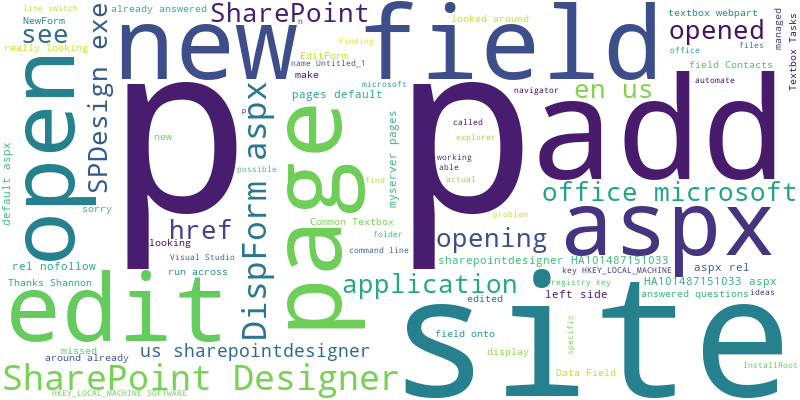 line switch
already answered
SharePoint
n
looked around
textbox webpart
NewForm
see
really looking
new field
opened
managed
Textbox Tasks
Finding
EditForm
name Untitled_1
make
office
files
field Contacts
open
SPDesign exe
p p
DispForm aspx
page
pages default
microsoft
navigator
en us
automate
add
p
called
explorer
new
myserver pages
working
able
actual
possible
find
default aspx
office microsoft
sorry
href
Common Textbox
problem
aspx
looking
folder
opening
Visual Studio
command line
sharepointdesigner HA101487151033
rel nofollow
run across
key HKEY_LOCAL_MACHINE
aspx rel
Thanks Shannon
edit
application
site
registry key
HA101487151033 aspx
edited
left side
answered questions
ideas
field onto
specific
missed
around already
us sharepointdesigner
display
SharePoint Designer
Data Field
InstallRoot
HKEY_LOCAL_MACHINE SOFTWARE